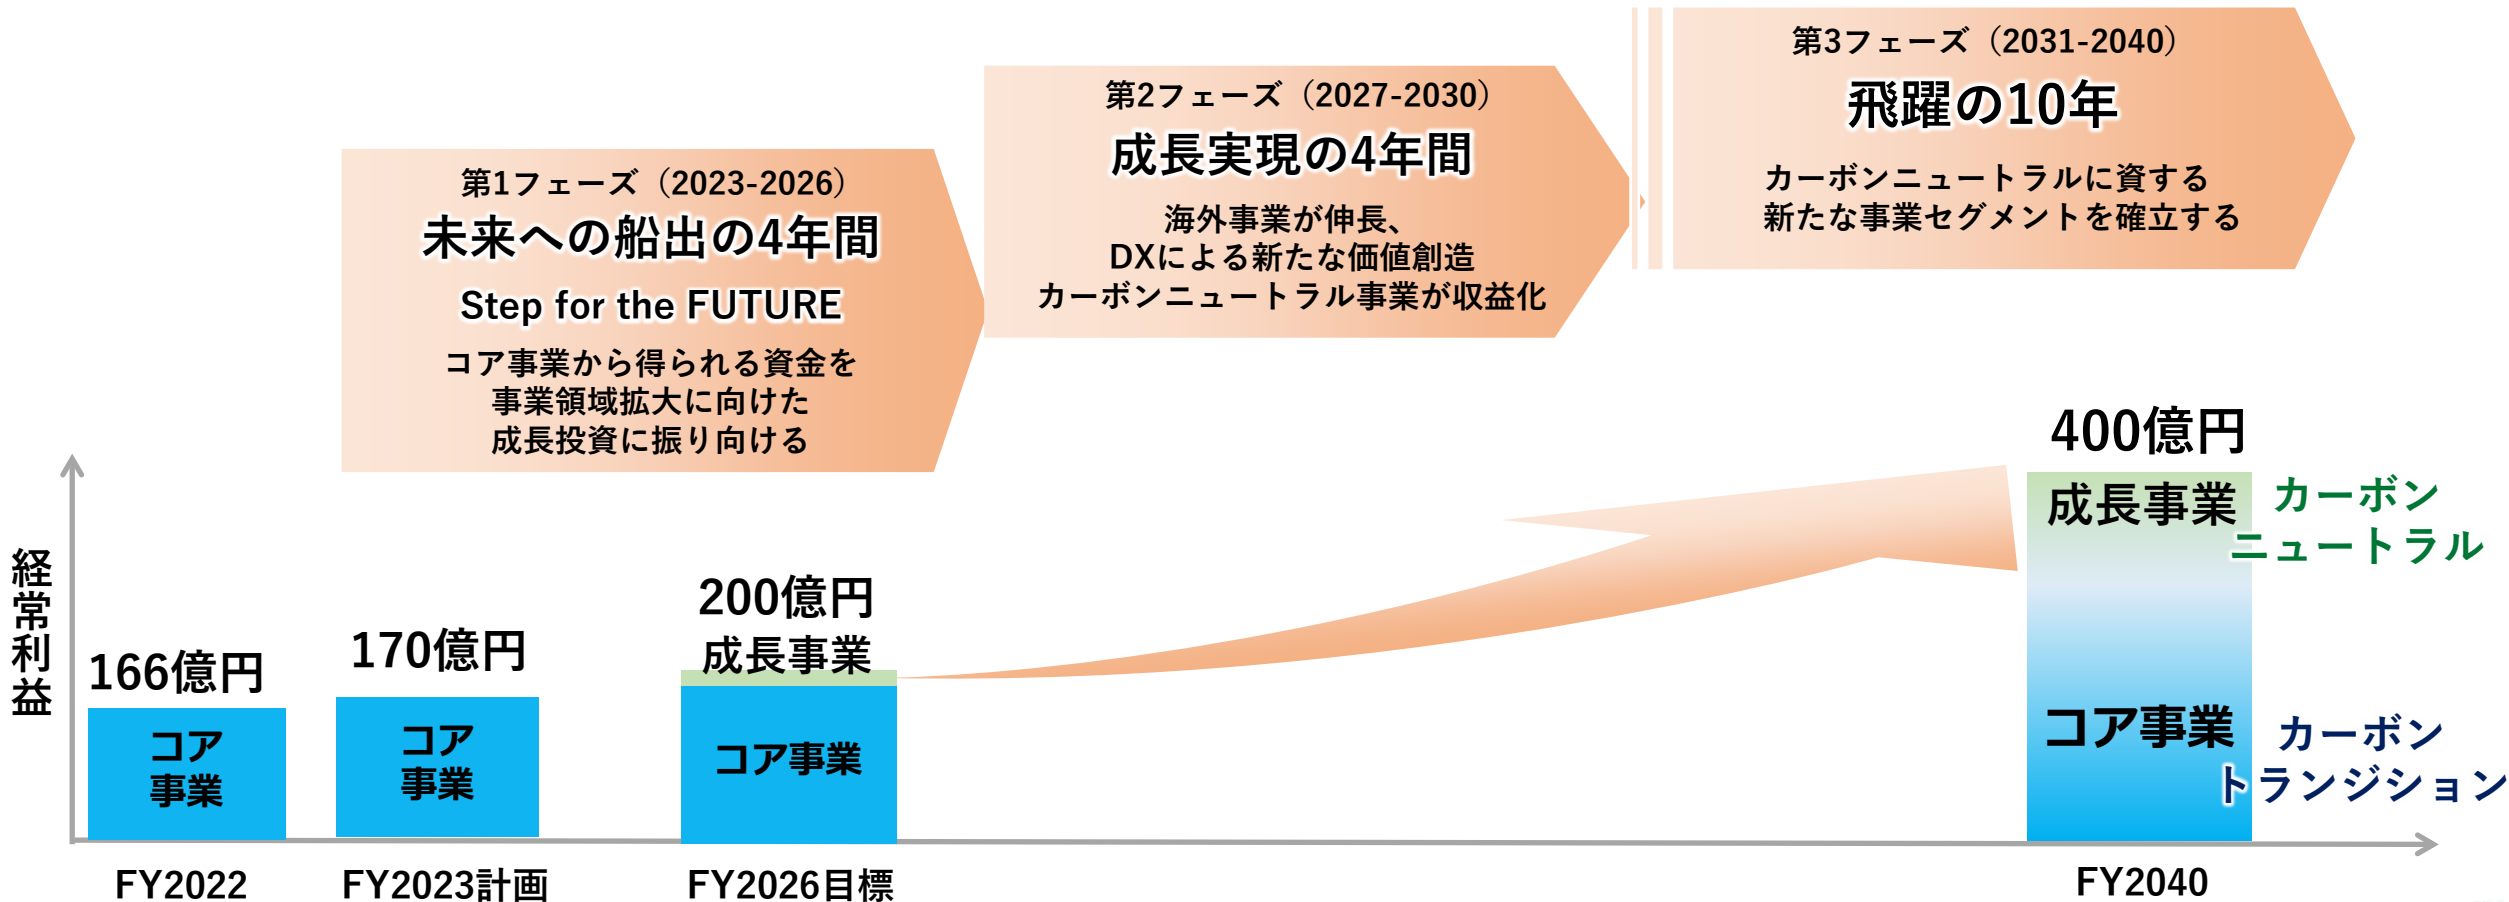 第1フェーズ（2023-2026）
未来への船出の4年間
Step for the FUTURE
コア事業から得られる資金を
事業領域拡大に向けた
成長投資に振り向ける
第2フェーズ（2027-2030）
成長実現の4年間
海外事業が伸長、
DXによる新たな価値創造
カーボンニュートラル事業が収益化
第3フェーズ（2031-2040）
飛躍の10年
カーボンニュートラルに資する
新たな事業セグメントを確立する
経常利益
166億円
コア
事業
FY2022
170億円
コア
事業
FY2023計画
200億円
成長事業
コア事業
FY2026目標
400億円
成長事業
コア事業
FY2040
カーボン
ニュートラル
カーボン
トランジション